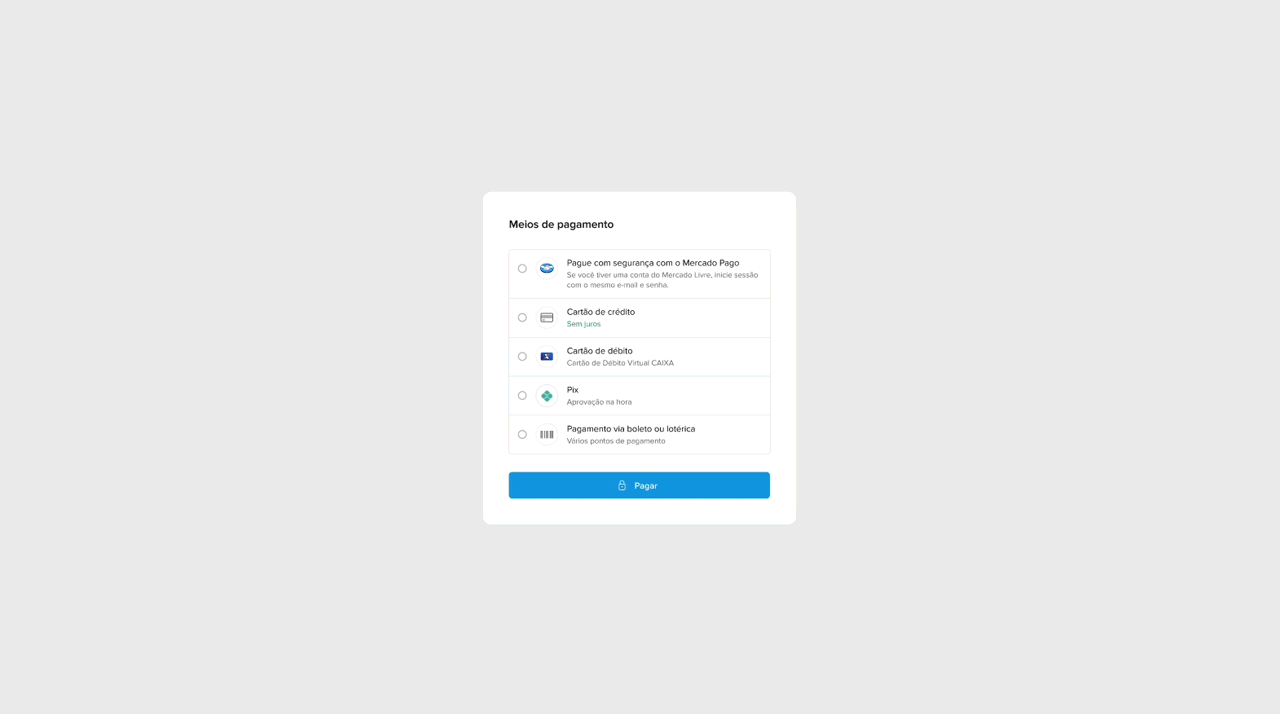 Meios de pagamento
Pague com segurança com o Mercado Pago
Se você tiver uma conta do Mercado Livre, inicie sessão
com o mesmo e-mail e senha.
Cartão de crédito
Sem juros
Cartão de débito
Cartão de Débito Virtual CAIXA
Pix
Aprovação na hora
Pagamento via boleto ou lotérica
Vários pontos de pagamento
Pagar